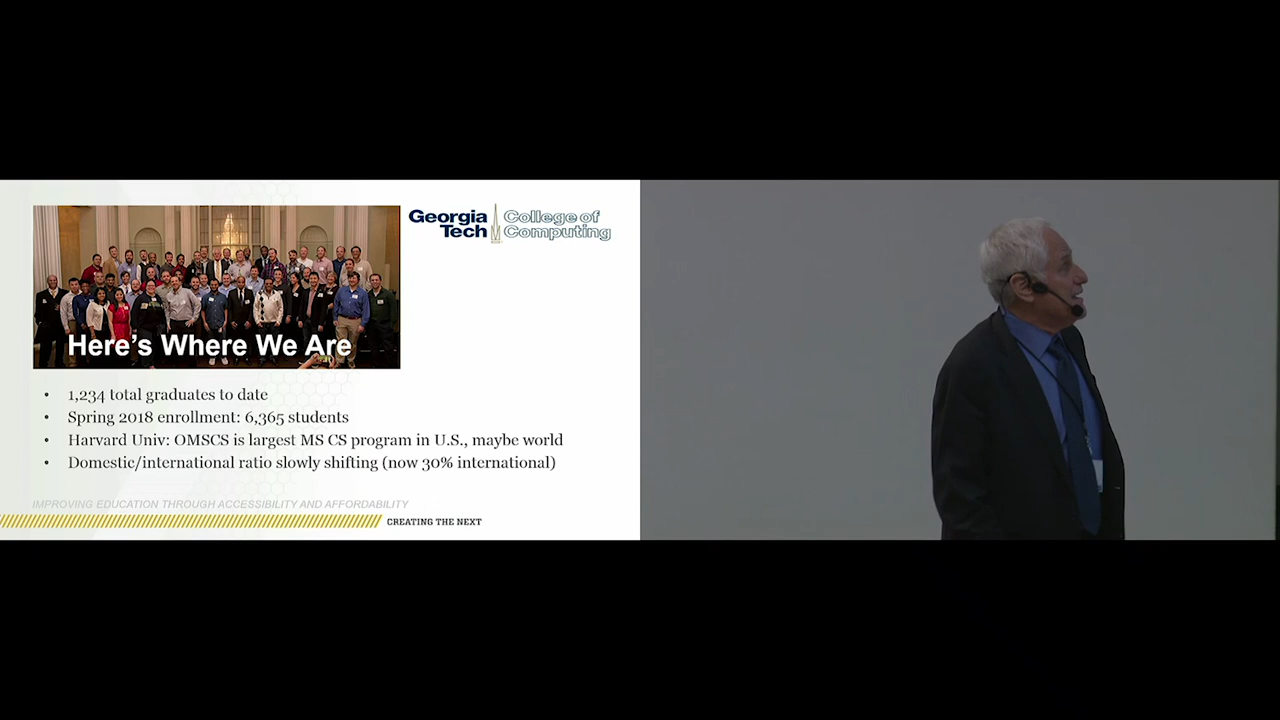 Georgia Tech
College of Computing
Here's Where We Are
• 1,234 total graduates to date
• Spring 2018 enrollment: 6,365 students
• Harvard Univ: OMSCS is largest MS CS program in U.S., maybe world
• Domestic/international ratio slowly shifting (now 30% international)
IMPROVING EDUCATION THROUGH ACCESSIBILITY AND AFFORDABILITY
CREATING THE NEXT